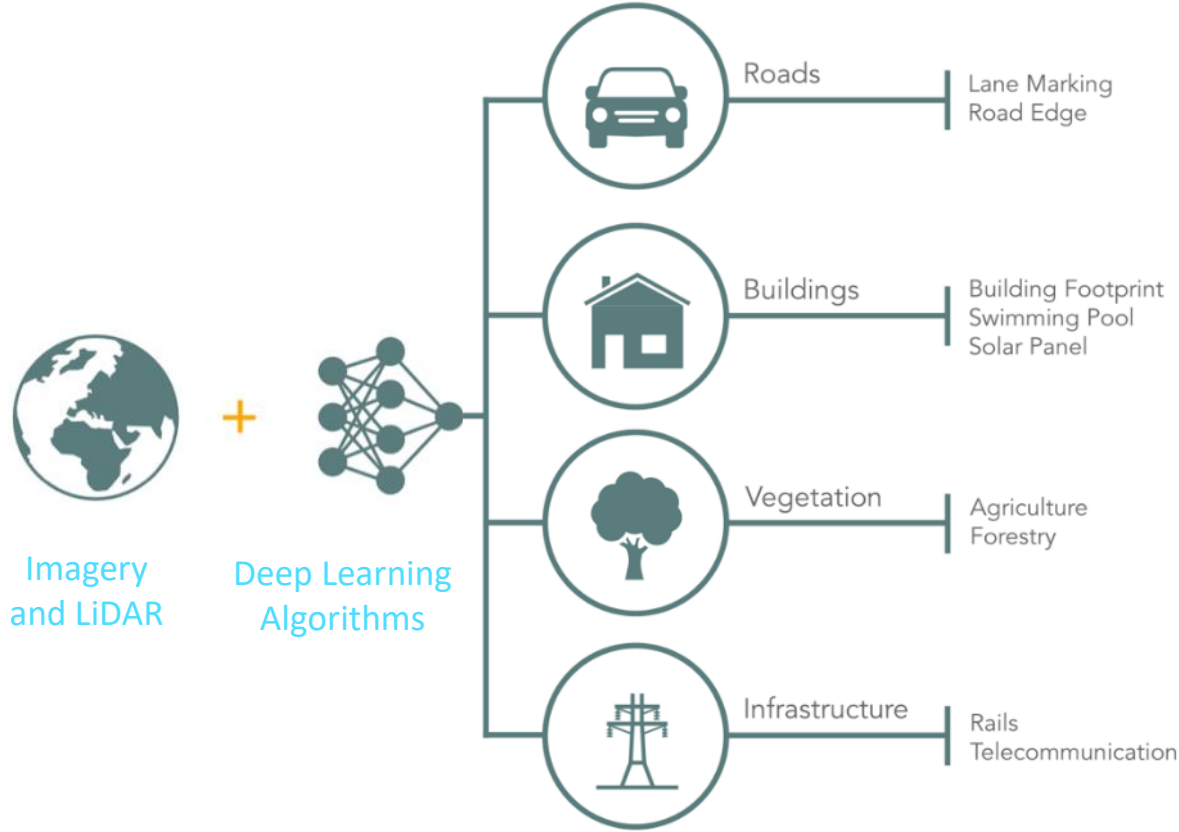 Imagery
and LiDAR
+
Deep Learning
Algorithms
Roads
Lane Marking
Road Edge
Buildings
Building Footprint
Swimming Pool
Solar Panel
Vegetation
Agriculture
Forestry
Infrastructure
Rails
Telecommunication